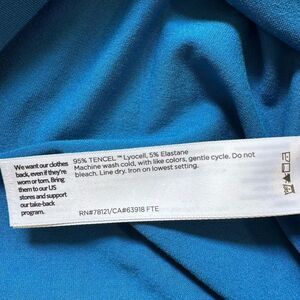 We want our clothes
back, even if they're
worn or torn. Bring
them to our US
stores and support
our take-back
program.
95% TENCEL™ Lyocell, 5% Elastane
Machine wash cold, with like colors, gentle cycle. Do not
bleach. Line dry. Iron on lowest setting.
RN#78121/CA#63918 FTE